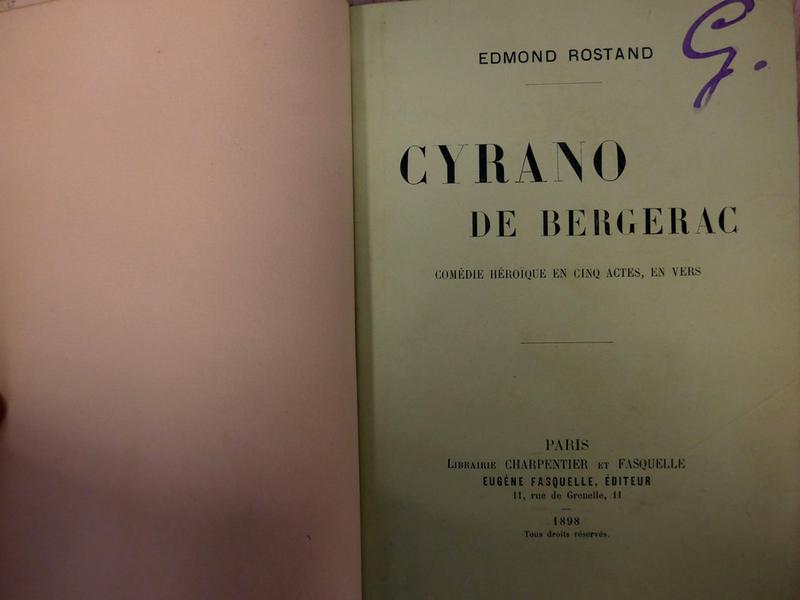 G.
EDMOND ROSTAND
CYRANO
DE BERGERAC
COMÉDIE HÉROÏQUE EN CINQ ACTES, EN VERS
PARIS
LIBRAIRIE CHARPENTIER ET FASQUELLE
EUGÈNE FASQUELLE, ÉDITEUR
11, rue de Grenelle, 11
1898
Tous droits réservés.